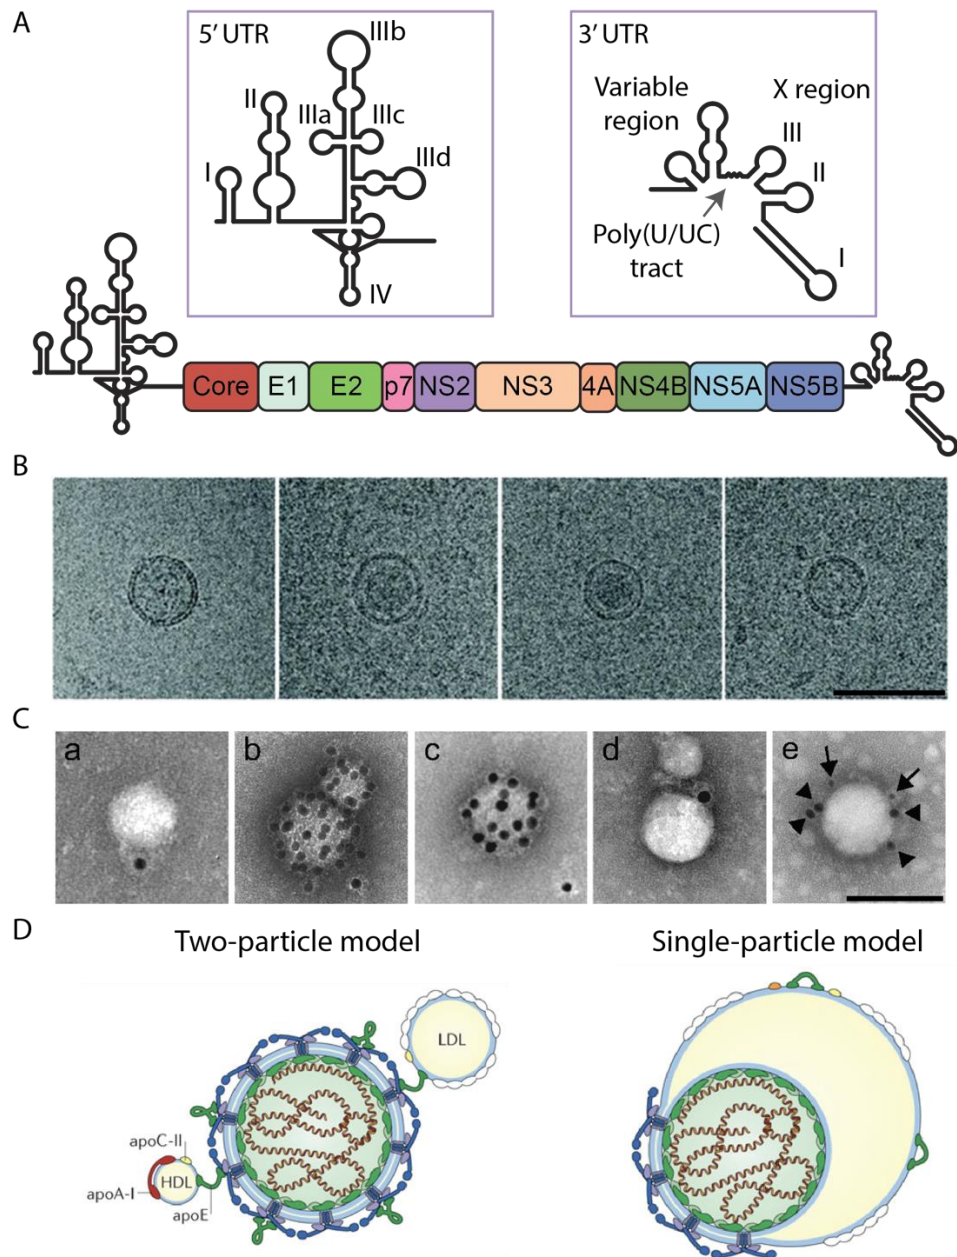 A
5' UTR
IIIb
II
IIIa
IIIc
I
IIId
IV
3' UTR
Variable
region
X region
III
II
Poly(U/UC)
tract
I
Core
E1
E2
p7
NS2
NS3
4A
NS4B
NS5A
NS5B
B
C
a
b
c
d
e
D
Two-particle model
Single-particle model
LDL
apoC-II
HDL
apoA-I
apoE